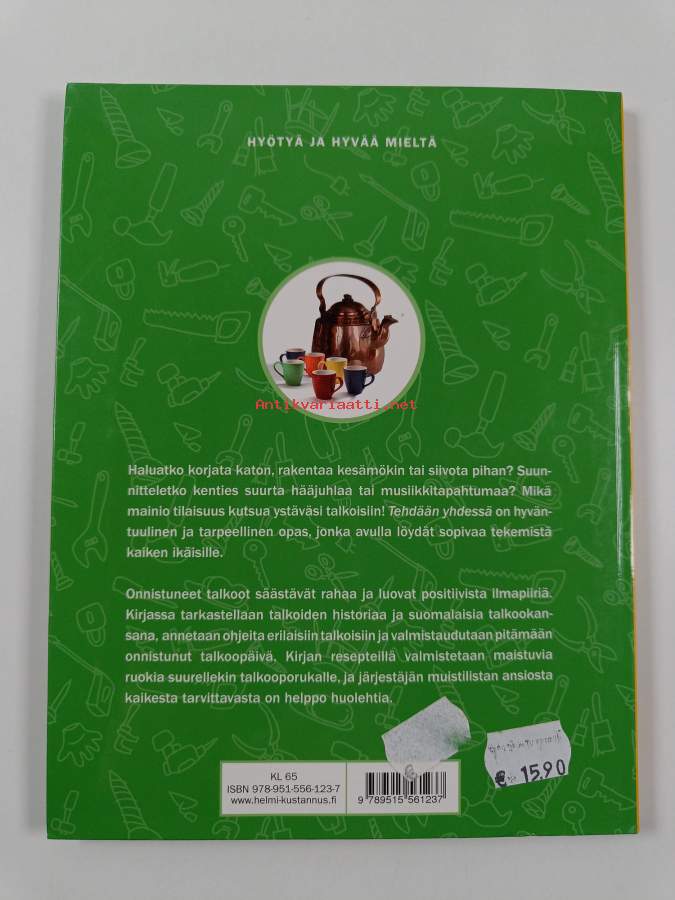 HYÖTYÄ JA HYVÄÄ MIELTÄ
Antikvariaatti.net
Haluatko korjata katon, rakentaa kesämökin tai siivota pihan? Suun-
nitteletko kenties suurta hääjuhlaa tai musiikkitapahtumaa? Mikä
mainio tilaisuus kutsua ystäväsi talkoisiin! Tehdään yhdessä on hyvän-
tuulinen ja tarpeellinen opas, jonka avulla löydät sopivaa tekemistä
kaiken ikäisille.
Onnistuneet talkoot säästävät rahaa ja luovat positiivista ilmapiiriä.
Kirjassa tarkastellaan talkoiden historiaa ja suomalaisia talkookan-
sana, annetaan ohjeita erilaisiin talkoisiin ja valmistaudutaan pitämään
onnistunut talkoopäivä. Kirjan resepteillä valmistetaan maistuvia
ruokia suurellekin talkooporukalle, ja järjestäjän muistilistan ansiosta
kaikesta tarvittavasta on helppo huolehtia.
€
€ 15,90
KL 65
ISBN 978-951-556-123-7
www.helmi-kustannus.fi
9 789515 561237